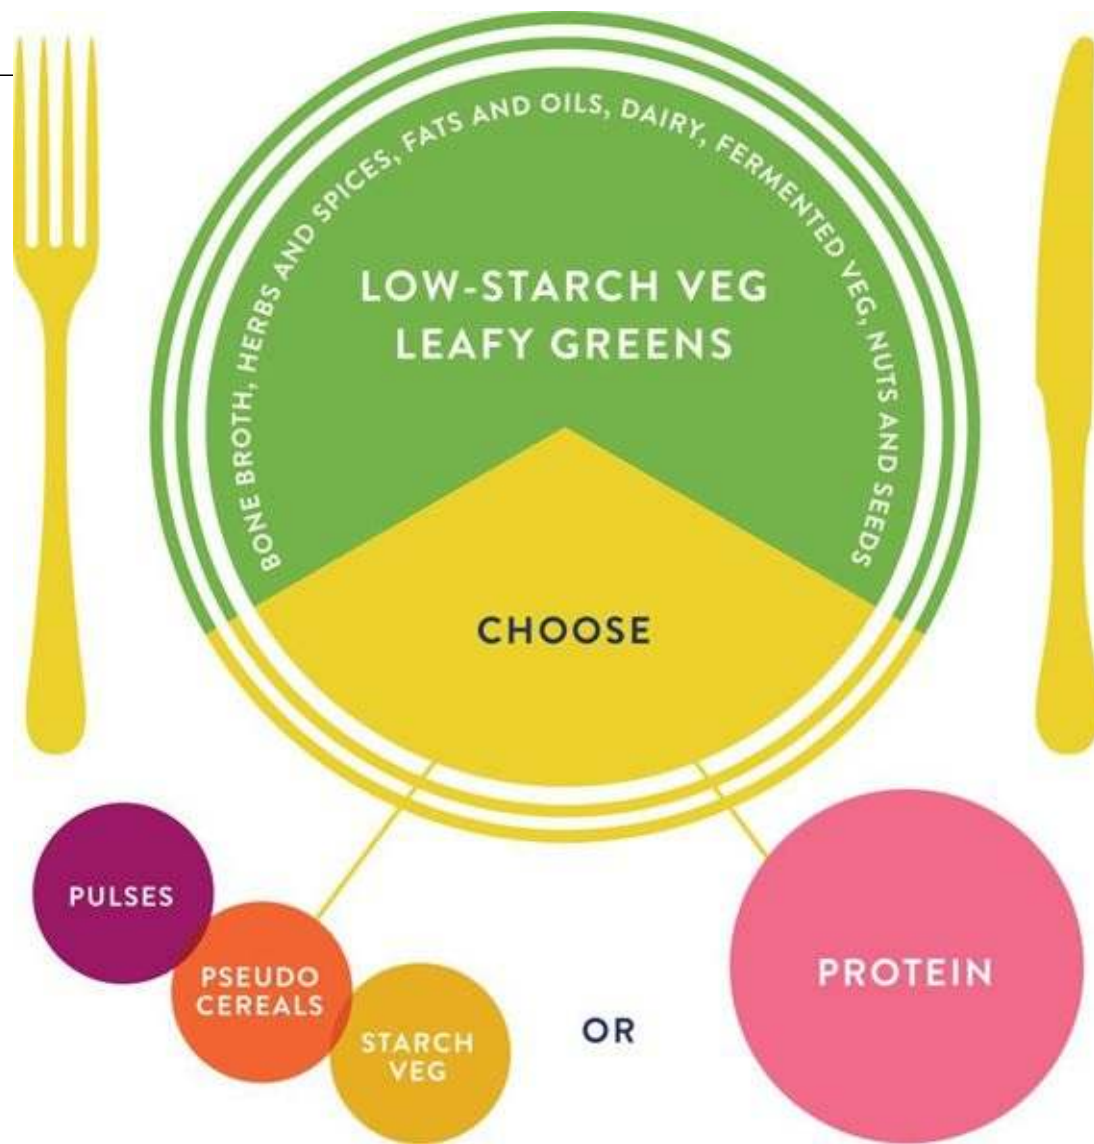 BONE BROTH, HERBS AND SPICES, FATS AND OILS, DAIRY, FERMENTED VEG, NUTS AND SEEDS
LOW-STARCH VEG
LEAFY GREENS
CHOOSE
PULSES
PSEUDO
CEREALS
STARCH
VEG
OR
PROTEIN